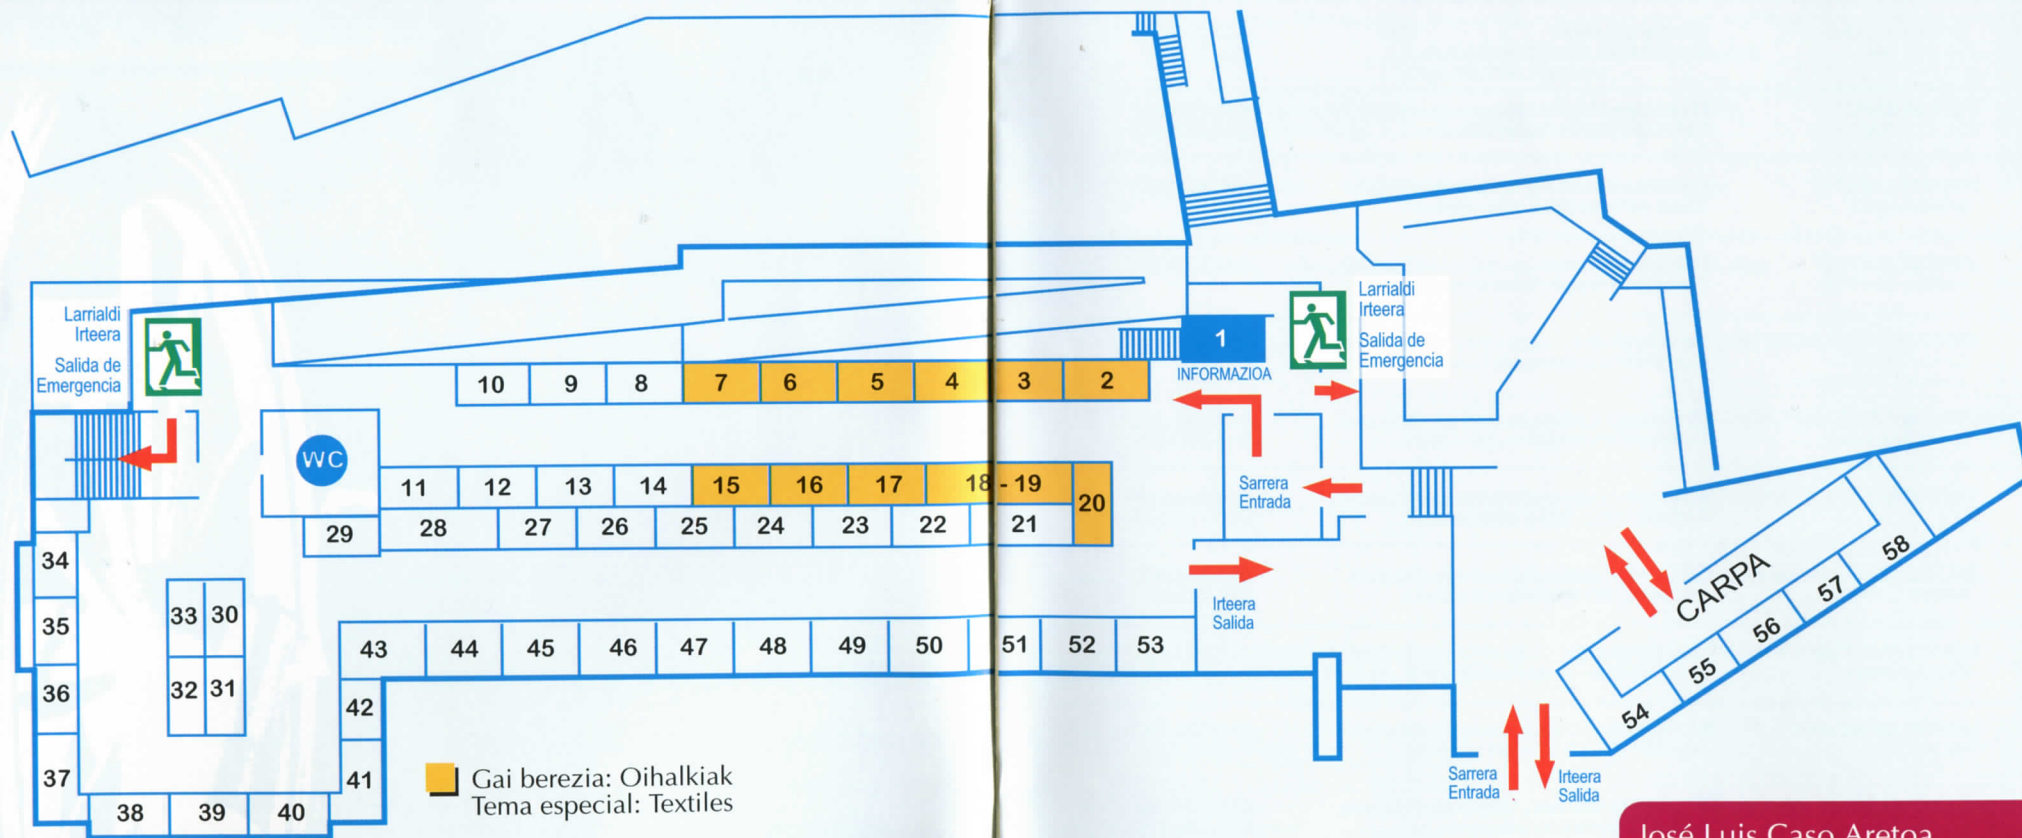 Larrialdi
Irteera
Salida de
Emergencia
1
INFORMAZIOA
Larrialdi
Irteera
Salida de
Emergencia
10 9 8 7 6 5 4 3 2
WC
11 12 13 14 15 16 17 18 - 19
20
29 28 27 26 25 24 23 22 21
Sarrera
Entrada
Irteera
Salida
34
35
36
37
33 30
32 31
43 44 45 46 47 48 49 50 51 52 53
42
41
38 39 40
CARPA
58
57
56
55
54
Sarrera
Entrada
Irteera
Salida
Gai berezia: Oihalkiak
Tema especial: Textiles
José Luis Caso Aretoa